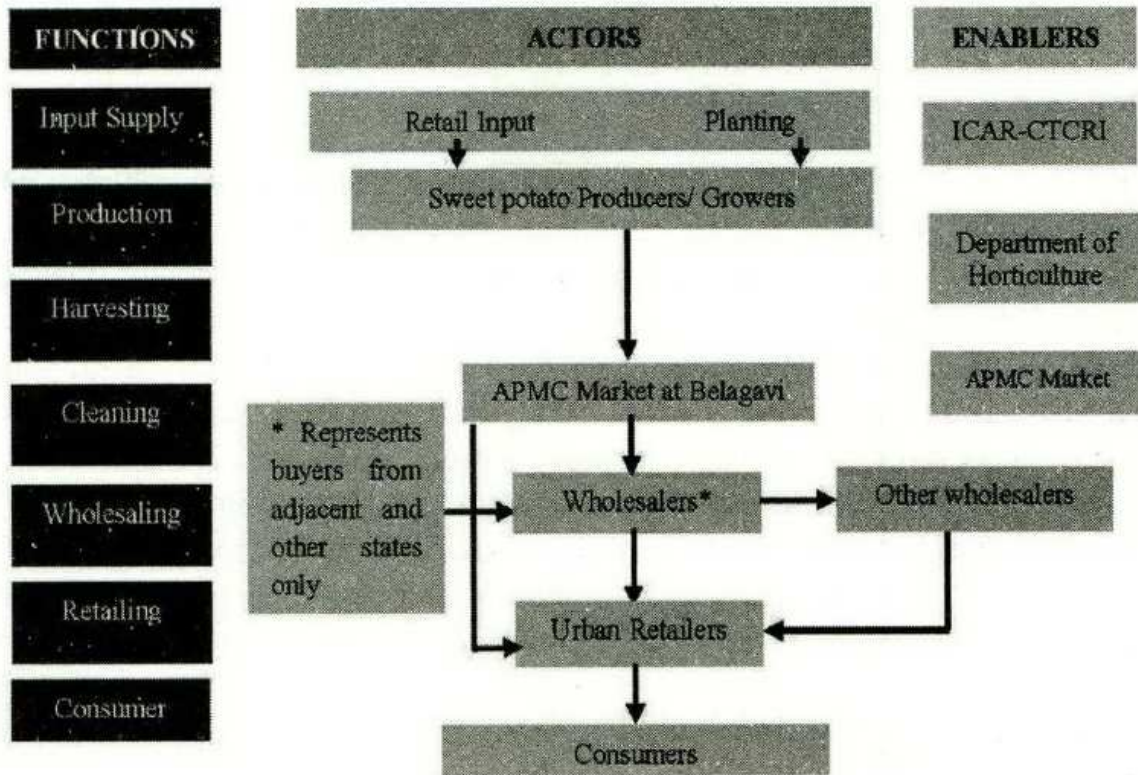 FUNCTIONS
Input Supply
Production
Harvesting
Cleaning
Wholesaling
Retailing
Consumer
ACTORS
Retail Input Planting
Sweet potato Producers/ Growers
APMC Market at Belagavi
* Represents
buyers from
adjacent and
other states
only
Wholesalers*
Other wholesalers
Urban Retailers
Consumers
ENABLERS
ICAR-CTCRI
Department of
Horticulture
APMC Market